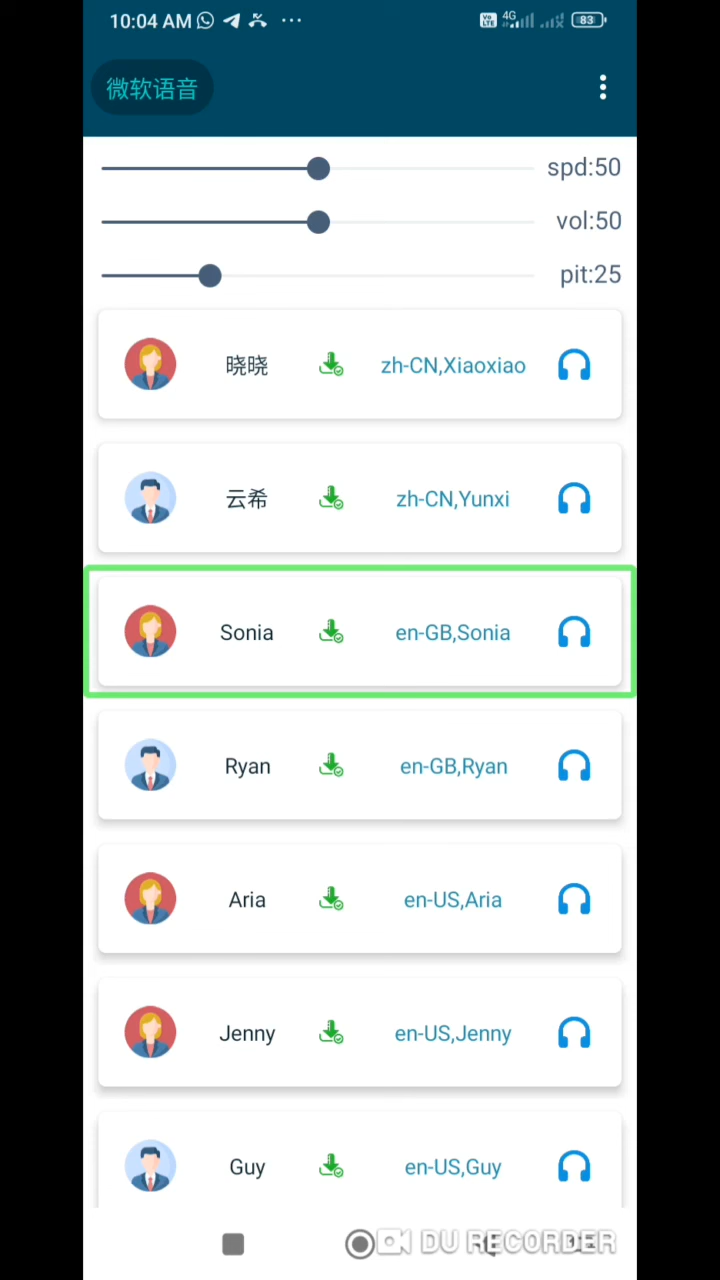 10:04 AM
VoLTE 4G 83
微软语音
spd:50
vol:50
pit:25
晓晓 zh-CN,Xiaoxiao
云希 zh-CN,Yunxi
Sonia en-GB,Sonia
Ryan en-GB,Ryan
Aria en-US,Aria
Jenny en-US,Jenny
Guy en-US,Guy
DU RECORDER